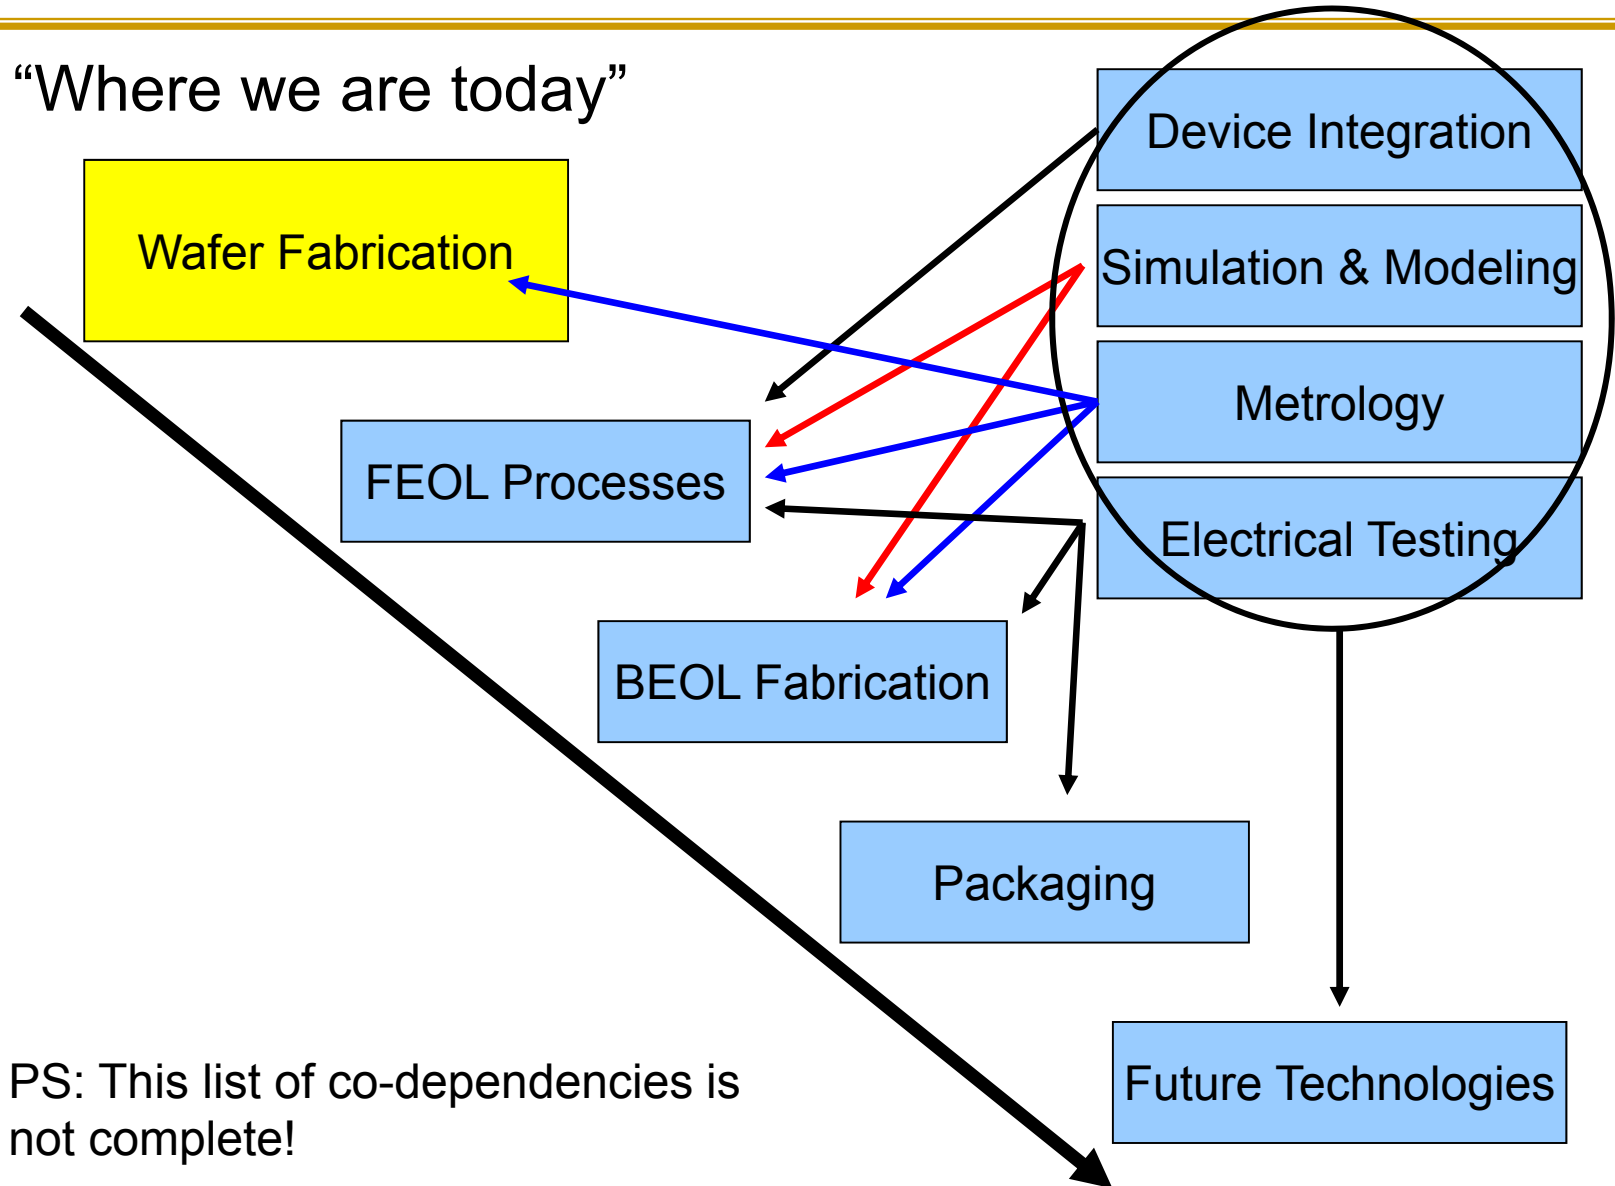 “Where we are today”
Device Integration
Wafer Fabrication
Simulation & Modeling
Metrology
FEOL Processes
Electrical Testing
BEOL Fabrication
Packaging
Future Technologies
PS: This list of co-dependencies is
not complete!